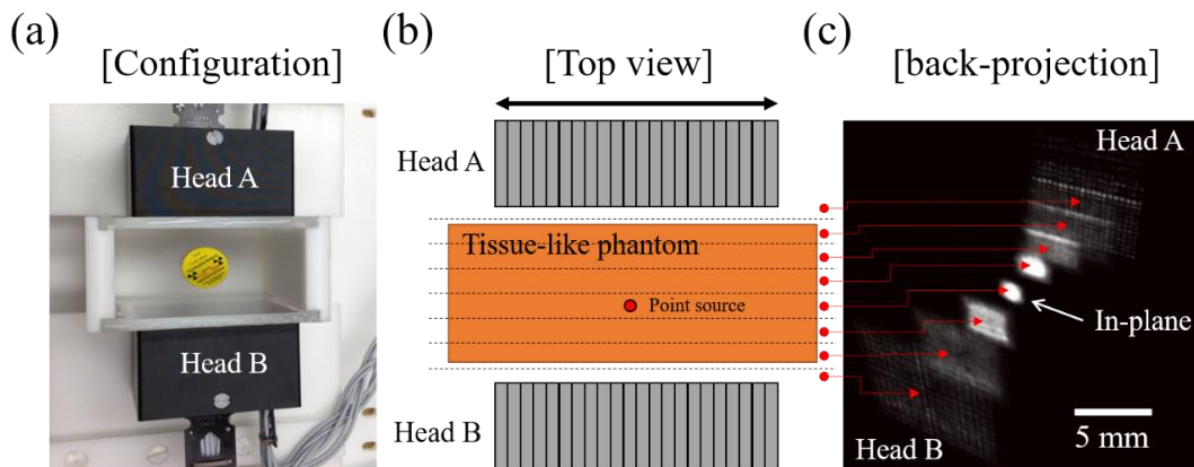 (a)
[Configuration]
Head A
Head B
(b)
[Top view]
Head A
Tissue-like phantom
Point source
Head B
(c)
[back-projection]
Head A
In-plane
5 mm
Head B